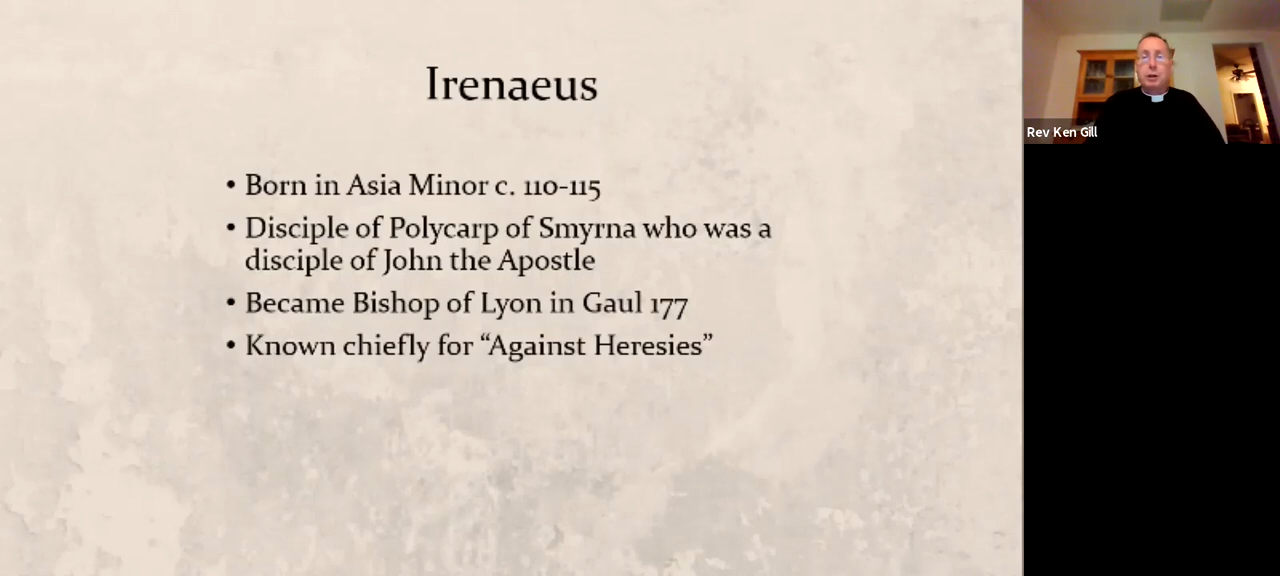 Irenaeus
• Born in Asia Minor c. 110-115
• Disciple of Polycarp of Smyrna who was a
disciple of John the Apostle
• Became Bishop of Lyon in Gaul 177
• Known chiefly for “Against Heresies”
Rev Ken Gill